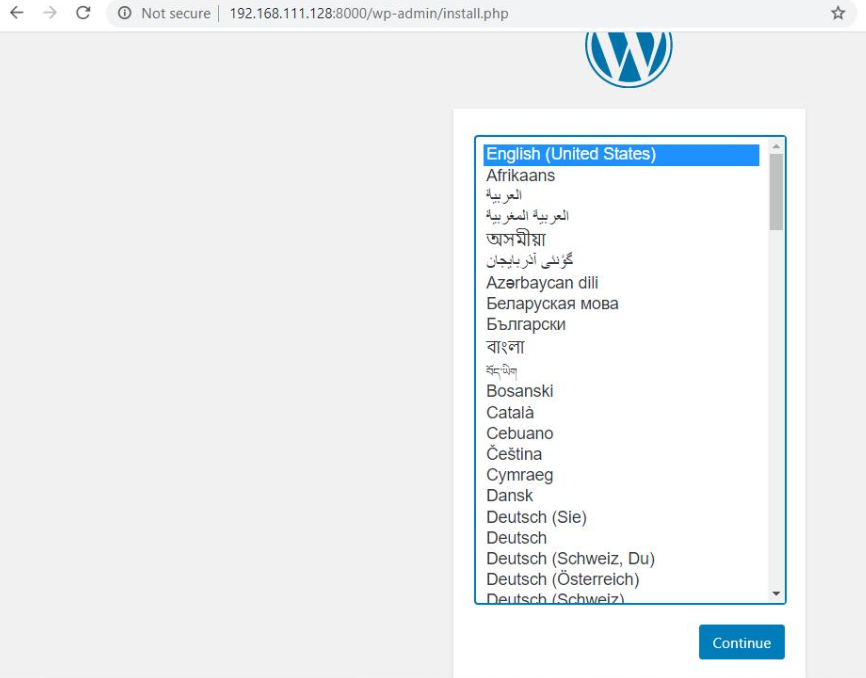 Not secure 192.168.111.128:8000/wp-admin/install.php
English (United States)
Afrikaans
العربية
العربية المغربية
অসমীয়া
گؤنئی آذربایجان
Azərbaycan dili
Беларуская мова
Български
বাংলা
བོད་ཡིག
Bosanski
Català
Cebuano
Čeština
Cymraeg
Dansk
Deutsch (Sie)
Deutsch
Deutsch (Schweiz, Du)
Deutsch (Österreich)
Deutsch (Schweiz)
Continue